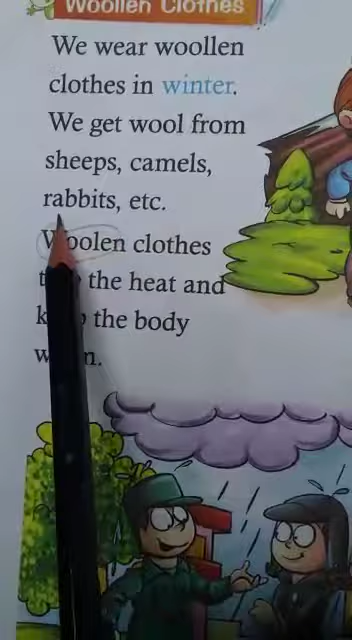 Woollen Clothes
We wear woollen
clothes in winter.
We get wool from
sheeps, camels,
rabbits, etc.
Woolen clothes
the heat and
the body